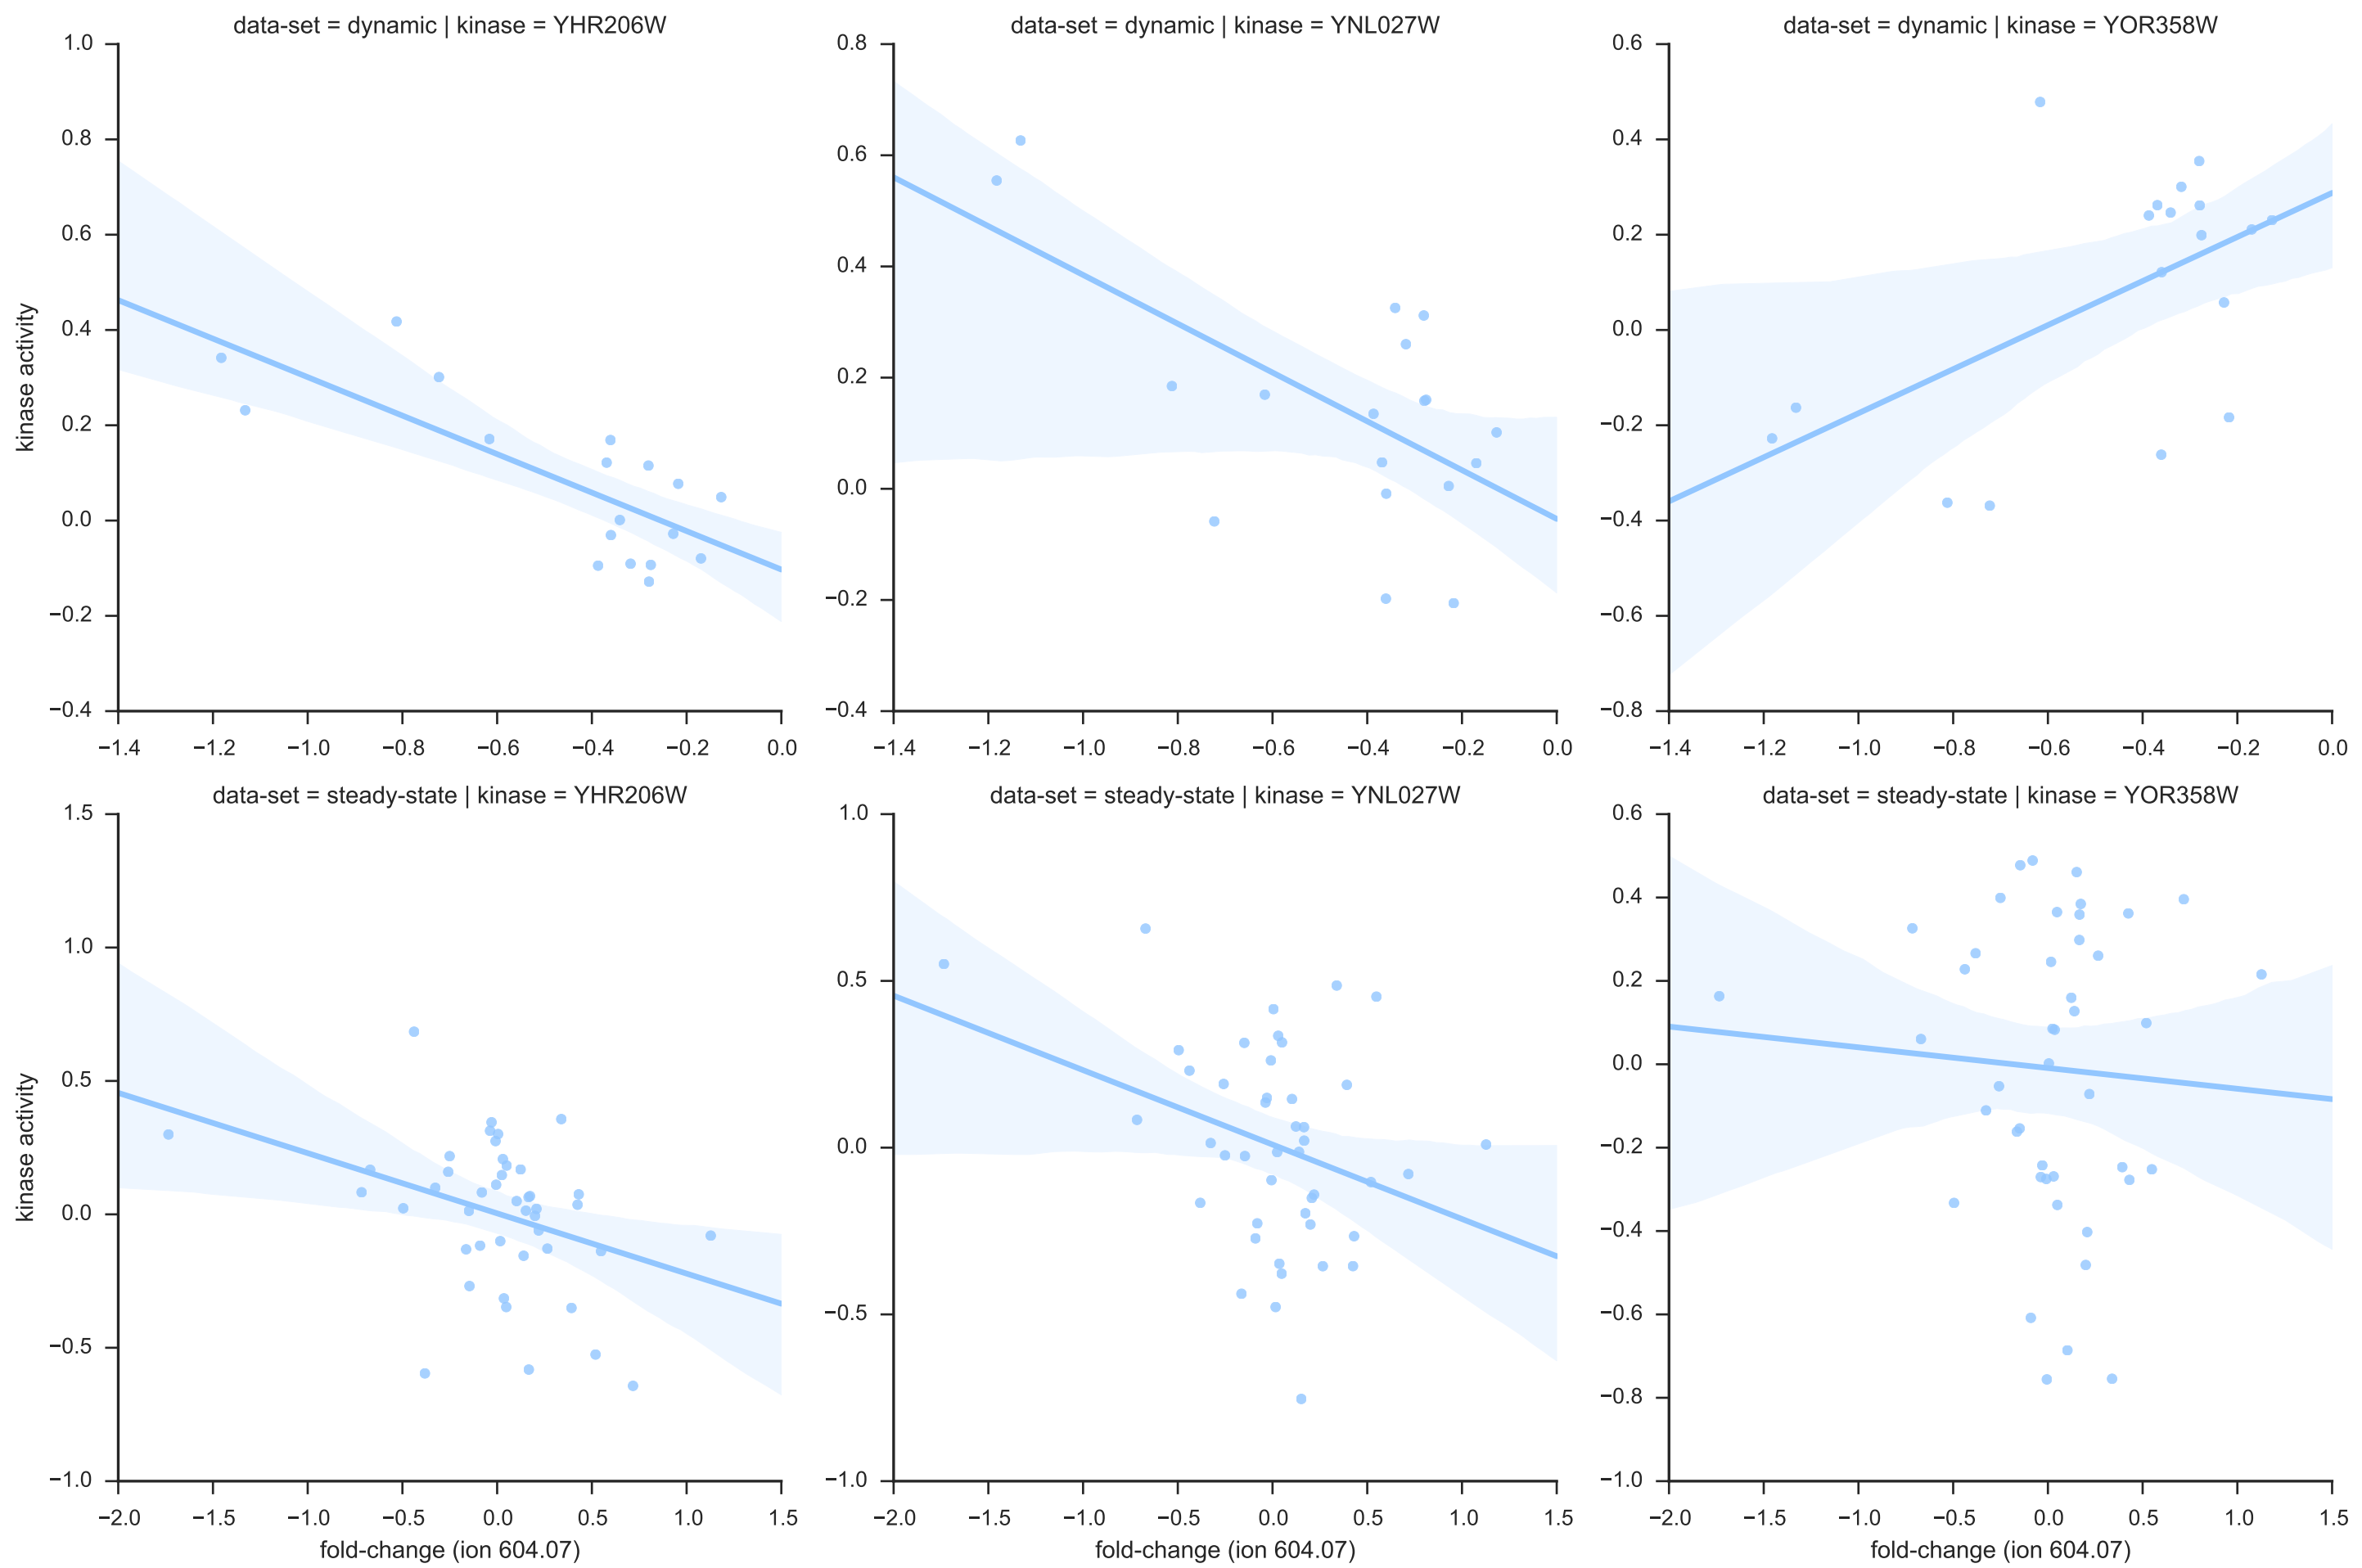 data-set = dynamic | kinase = YHR206W
data-set = dynamic | kinase = YNL027W
data-set = dynamic | kinase = YOR358W
kinase activity
1.0
0.8
0.6
0.4
0.2
0.0
−0.2
−0.4
0.8
0.6
0.4
0.2
0.0
−0.2
−0.4
0.6
0.4
0.2
0.0
−0.2
−0.4
−0.6
−0.8
−1.4 −1.2 −1.0 −0.8 −0.6 −0.4 −0.2 0.0
−1.4 −1.2 −1.0 −0.8 −0.6 −0.4 −0.2 0.0
−1.4 −1.2 −1.0 −0.8 −0.6 −0.4 −0.2 0.0
data-set = steady-state | kinase = YHR206W
data-set = steady-state | kinase = YNL027W
data-set = steady-state | kinase = YOR358W
kinase activity
1.5
1.0
0.5
0.0
−0.5
−1.0
1.0
0.5
0.0
−0.5
−1.0
0.6
0.4
0.2
0.0
−0.2
−0.4
−0.6
−0.8
−1.0
−2.0 −1.5 −1.0 −0.5 0.0 0.5 1.0 1.5
−2.0 −1.5 −1.0 −0.5 0.0 0.5 1.0 1.5
−2.0 −1.5 −1.0 −0.5 0.0 0.5 1.0 1.5
fold-change (ion 604.07)
fold-change (ion 604.07)
fold-change (ion 604.07)